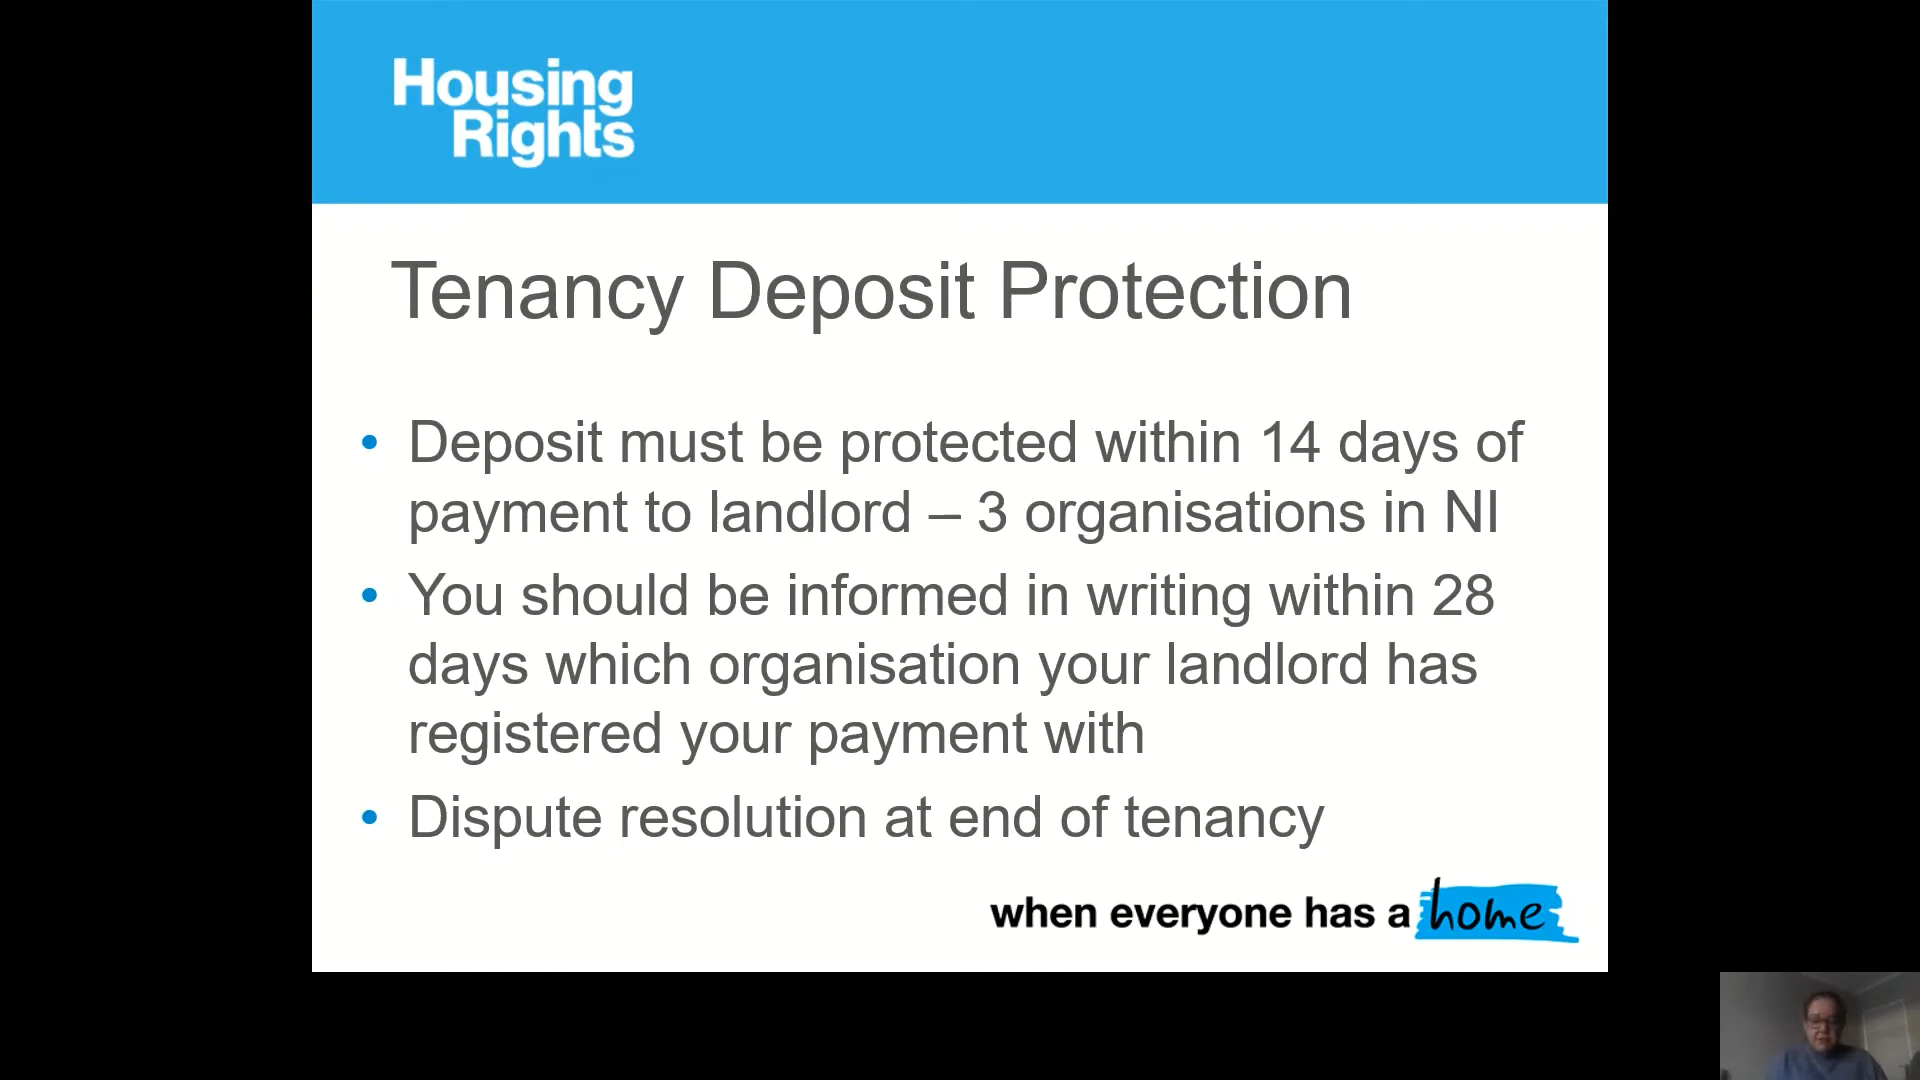 Housing
Rights
Tenancy Deposit Protection
• Deposit must be protected within 14 days of
payment to landlord – 3 organisations in NI
• You should be informed in writing within 28
days which organisation your landlord has
registered your payment with
• Dispute resolution at end of tenancy
when everyone has a home